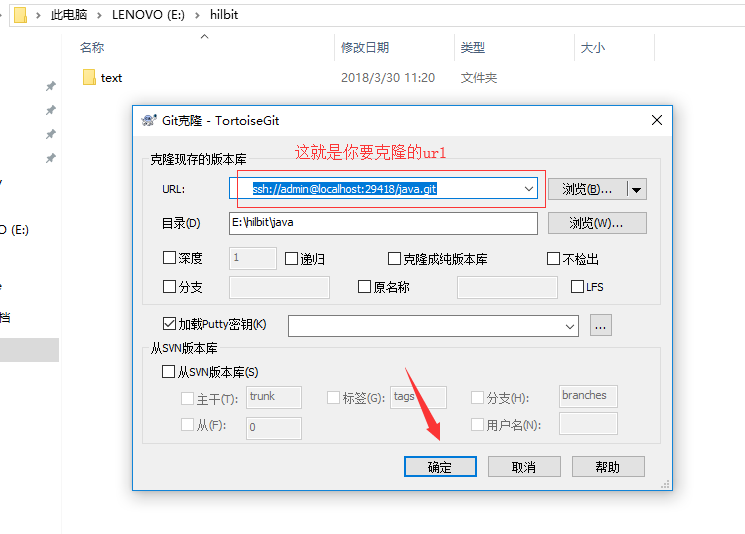 此电脑 > LENOVO (E:) > hilbit
名称 修改日期 类型 大小
text 2018/3/30 11:20 文件夹
Git克隆 - TortoiseGit
这就是你要克隆的url
克隆现存的版本库
URL: ssh://admin@localhost:29418/java.git 浏览(B)...
目录(D) E:\hilbit\java 浏览(W)...
O (E:)
深度 1 递归 克隆成纯版本库 不检出
分支 原名称 LFS
档
加载Putty密钥(K) ...
从SVN版本库
从SVN版本库(S)
主干(T): trunk 标签(G): tags 分支(H): branches
从(F): 0 用户名(N):
确定 取消 帮助